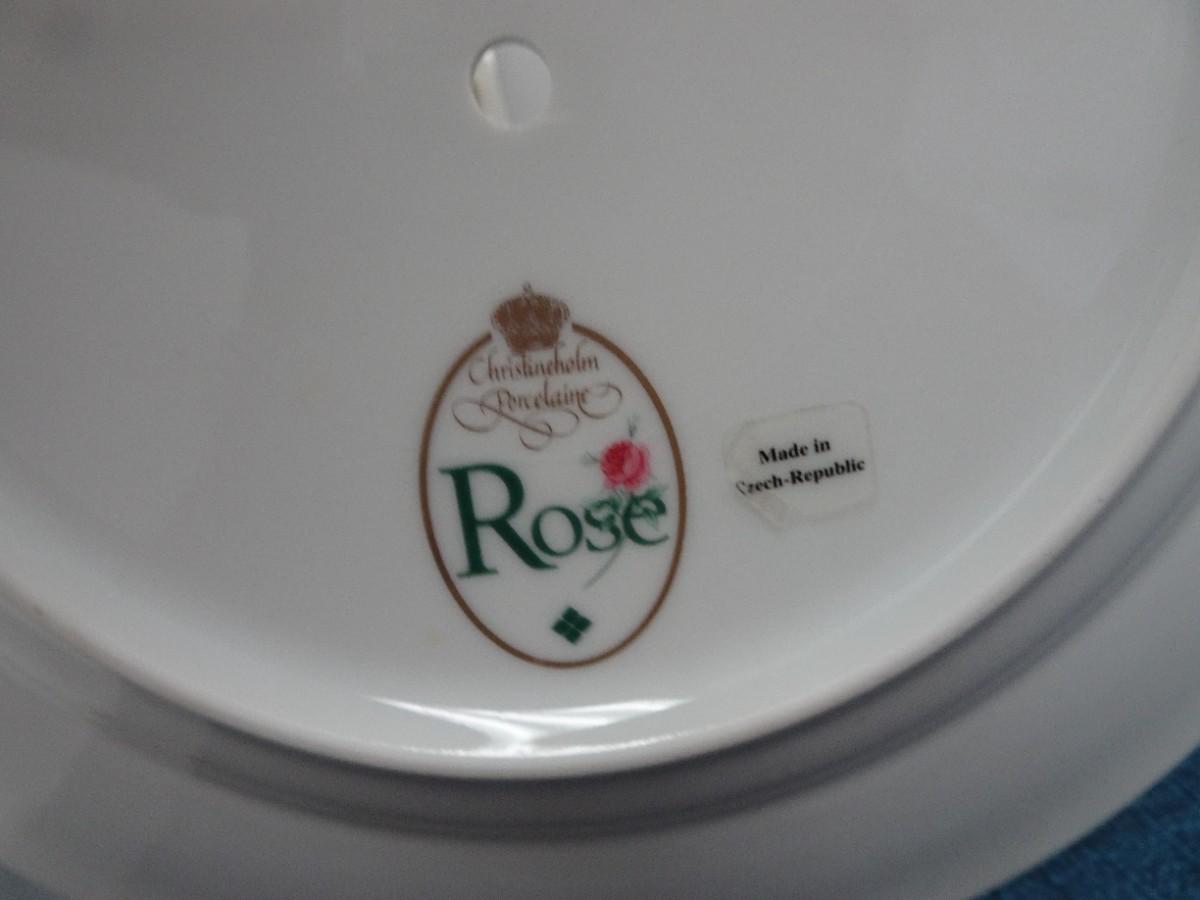 Christineholm
Porcelaine
Rose
Made in
Czech-Republic